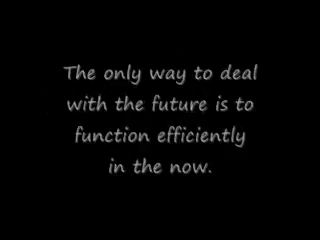 The only way to deal
with the future is to
function efficiently
in the now.